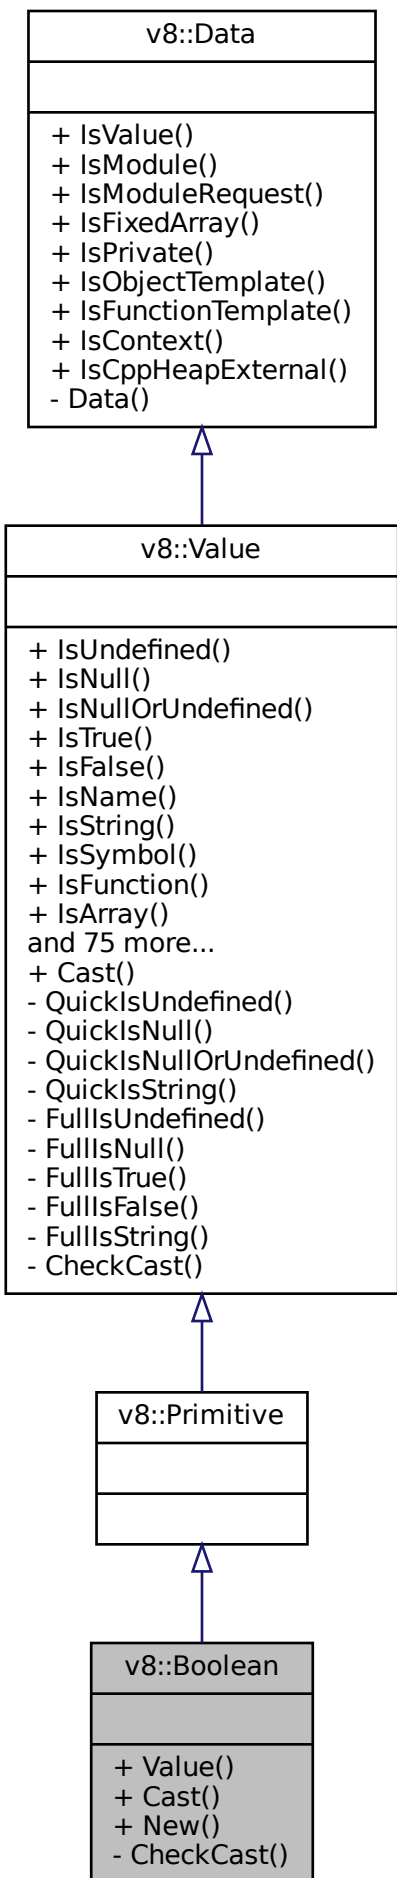 v8::Data
+ IsValue()
+ IsModule()
+ IsModuleRequest()
+ IsFixedArray()
+ IsPrivate()
+ IsObjectTemplate()
+ IsFunctionTemplate()
+ IsContext()
+ IsCppHeapExternal()
- Data()
v8::Value
+ IsUndefined()
+ IsNull()
+ IsNullOrUndefined()
+ IsTrue()
+ IsFalse()
+ IsName()
+ IsString()
+ IsSymbol()
+ IsFunction()
+ IsArray()
and 75 more...
+ Cast()
- QuickIsUndefined()
- QuickIsNull()
- QuickIsNullOrUndefined()
- QuickIsString()
- FullIsUndefined()
- FullIsNull()
- FullIsTrue()
- FullIsFalse()
- FullIsString()
- CheckCast()
v8::Primitive
v8::Boolean
+ Value()
+ Cast()
+ New()
- CheckCast()